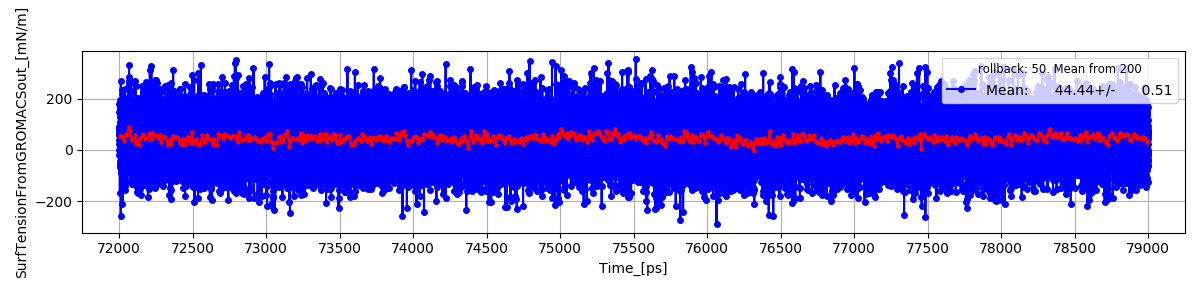 SurfTensionFromGROMACSout_[mN/m]
200
0
−200
rollback: 50  Mean from 200
Mean:      44.44+/-      0.51
72000 72500 73000 73500 74000 74500 75000 75500 76000 76500 77000 77500 78000 78500 79000
Time_[ps]